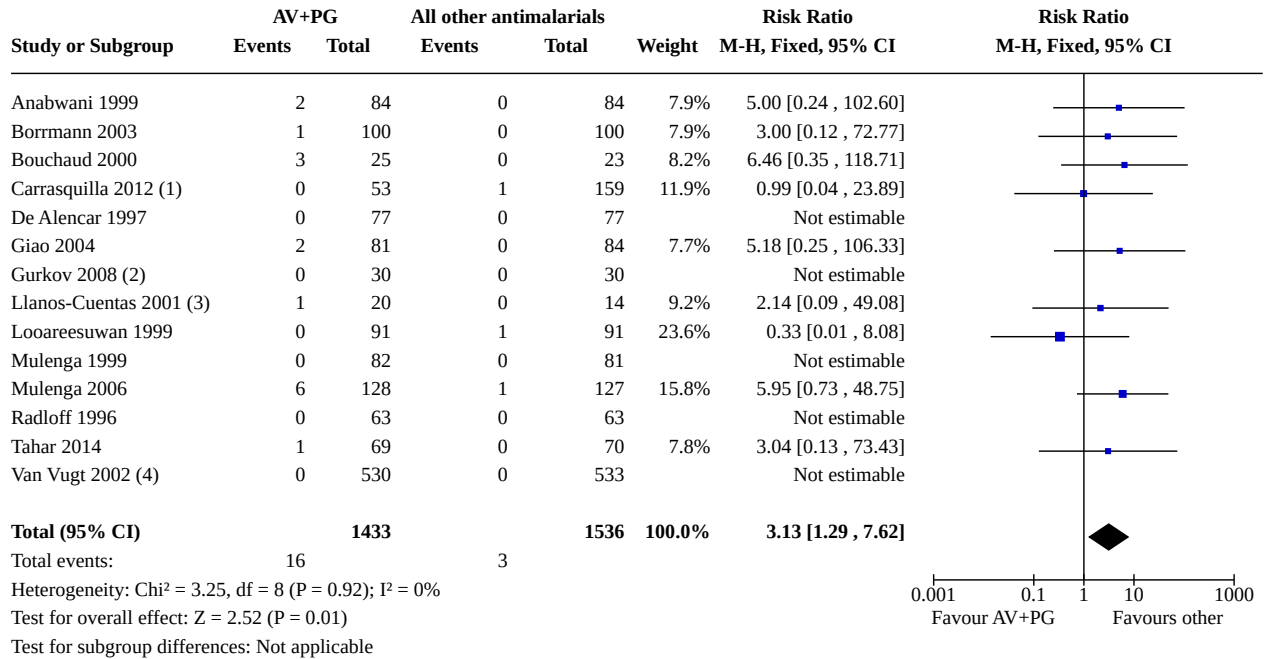 AV+PG All other antimalarials Risk Ratio Risk Ratio
Study or Subgroup Events Total Events Total Weight M-H, Fixed, 95% CI M-H, Fixed, 95% CI
Anabwani 1999 2 84 0 84 7.9% 5.00 [0.24 , 102.60]
Borrmann 2003 1 100 0 100 7.9% 3.00 [0.12 , 72.77]
Bouchaud 2000 3 25 0 23 8.2% 6.46 [0.35 , 118.71]
Carrasquilla 2012 (1) 0 53 1 159 11.9% 0.99 [0.04 , 23.89]
De Alencar 1997 0 77 0 77 Not estimable
Giao 2004 2 81 0 84 7.7% 5.18 [0.25 , 106.33]
Gurkov 2008 (2) 0 30 0 30 Not estimable
Llanos-Cuentas 2001 (3) 1 20 0 14 9.2% 2.14 [0.09 , 49.08]
Looareesuwan 1999 0 91 1 91 23.6% 0.33 [0.01 , 8.08]
Mulenga 1999 0 82 0 81 Not estimable
Mulenga 2006 6 128 1 127 15.8% 5.95 [0.73 , 48.75]
Radloff 1996 0 63 0 63 Not estimable
Tahar 2014 1 69 0 70 7.8% 3.04 [0.13 , 73.43]
Van Vugt 2002 (4) 0 530 0 533 Not estimable
Total (95% CI) 1433 1536 100.0% 3.13 [1.29 , 7.62]
Total events: 16 3
Heterogeneity: Chi² = 3.25, df = 8 (P = 0.92); I² = 0%
0.001 0.1 1 10 1000
Test for overall effect: Z = 2.52 (P = 0.01) Favour AV+PG Favours other
Test for subgroup differences: Not applicable